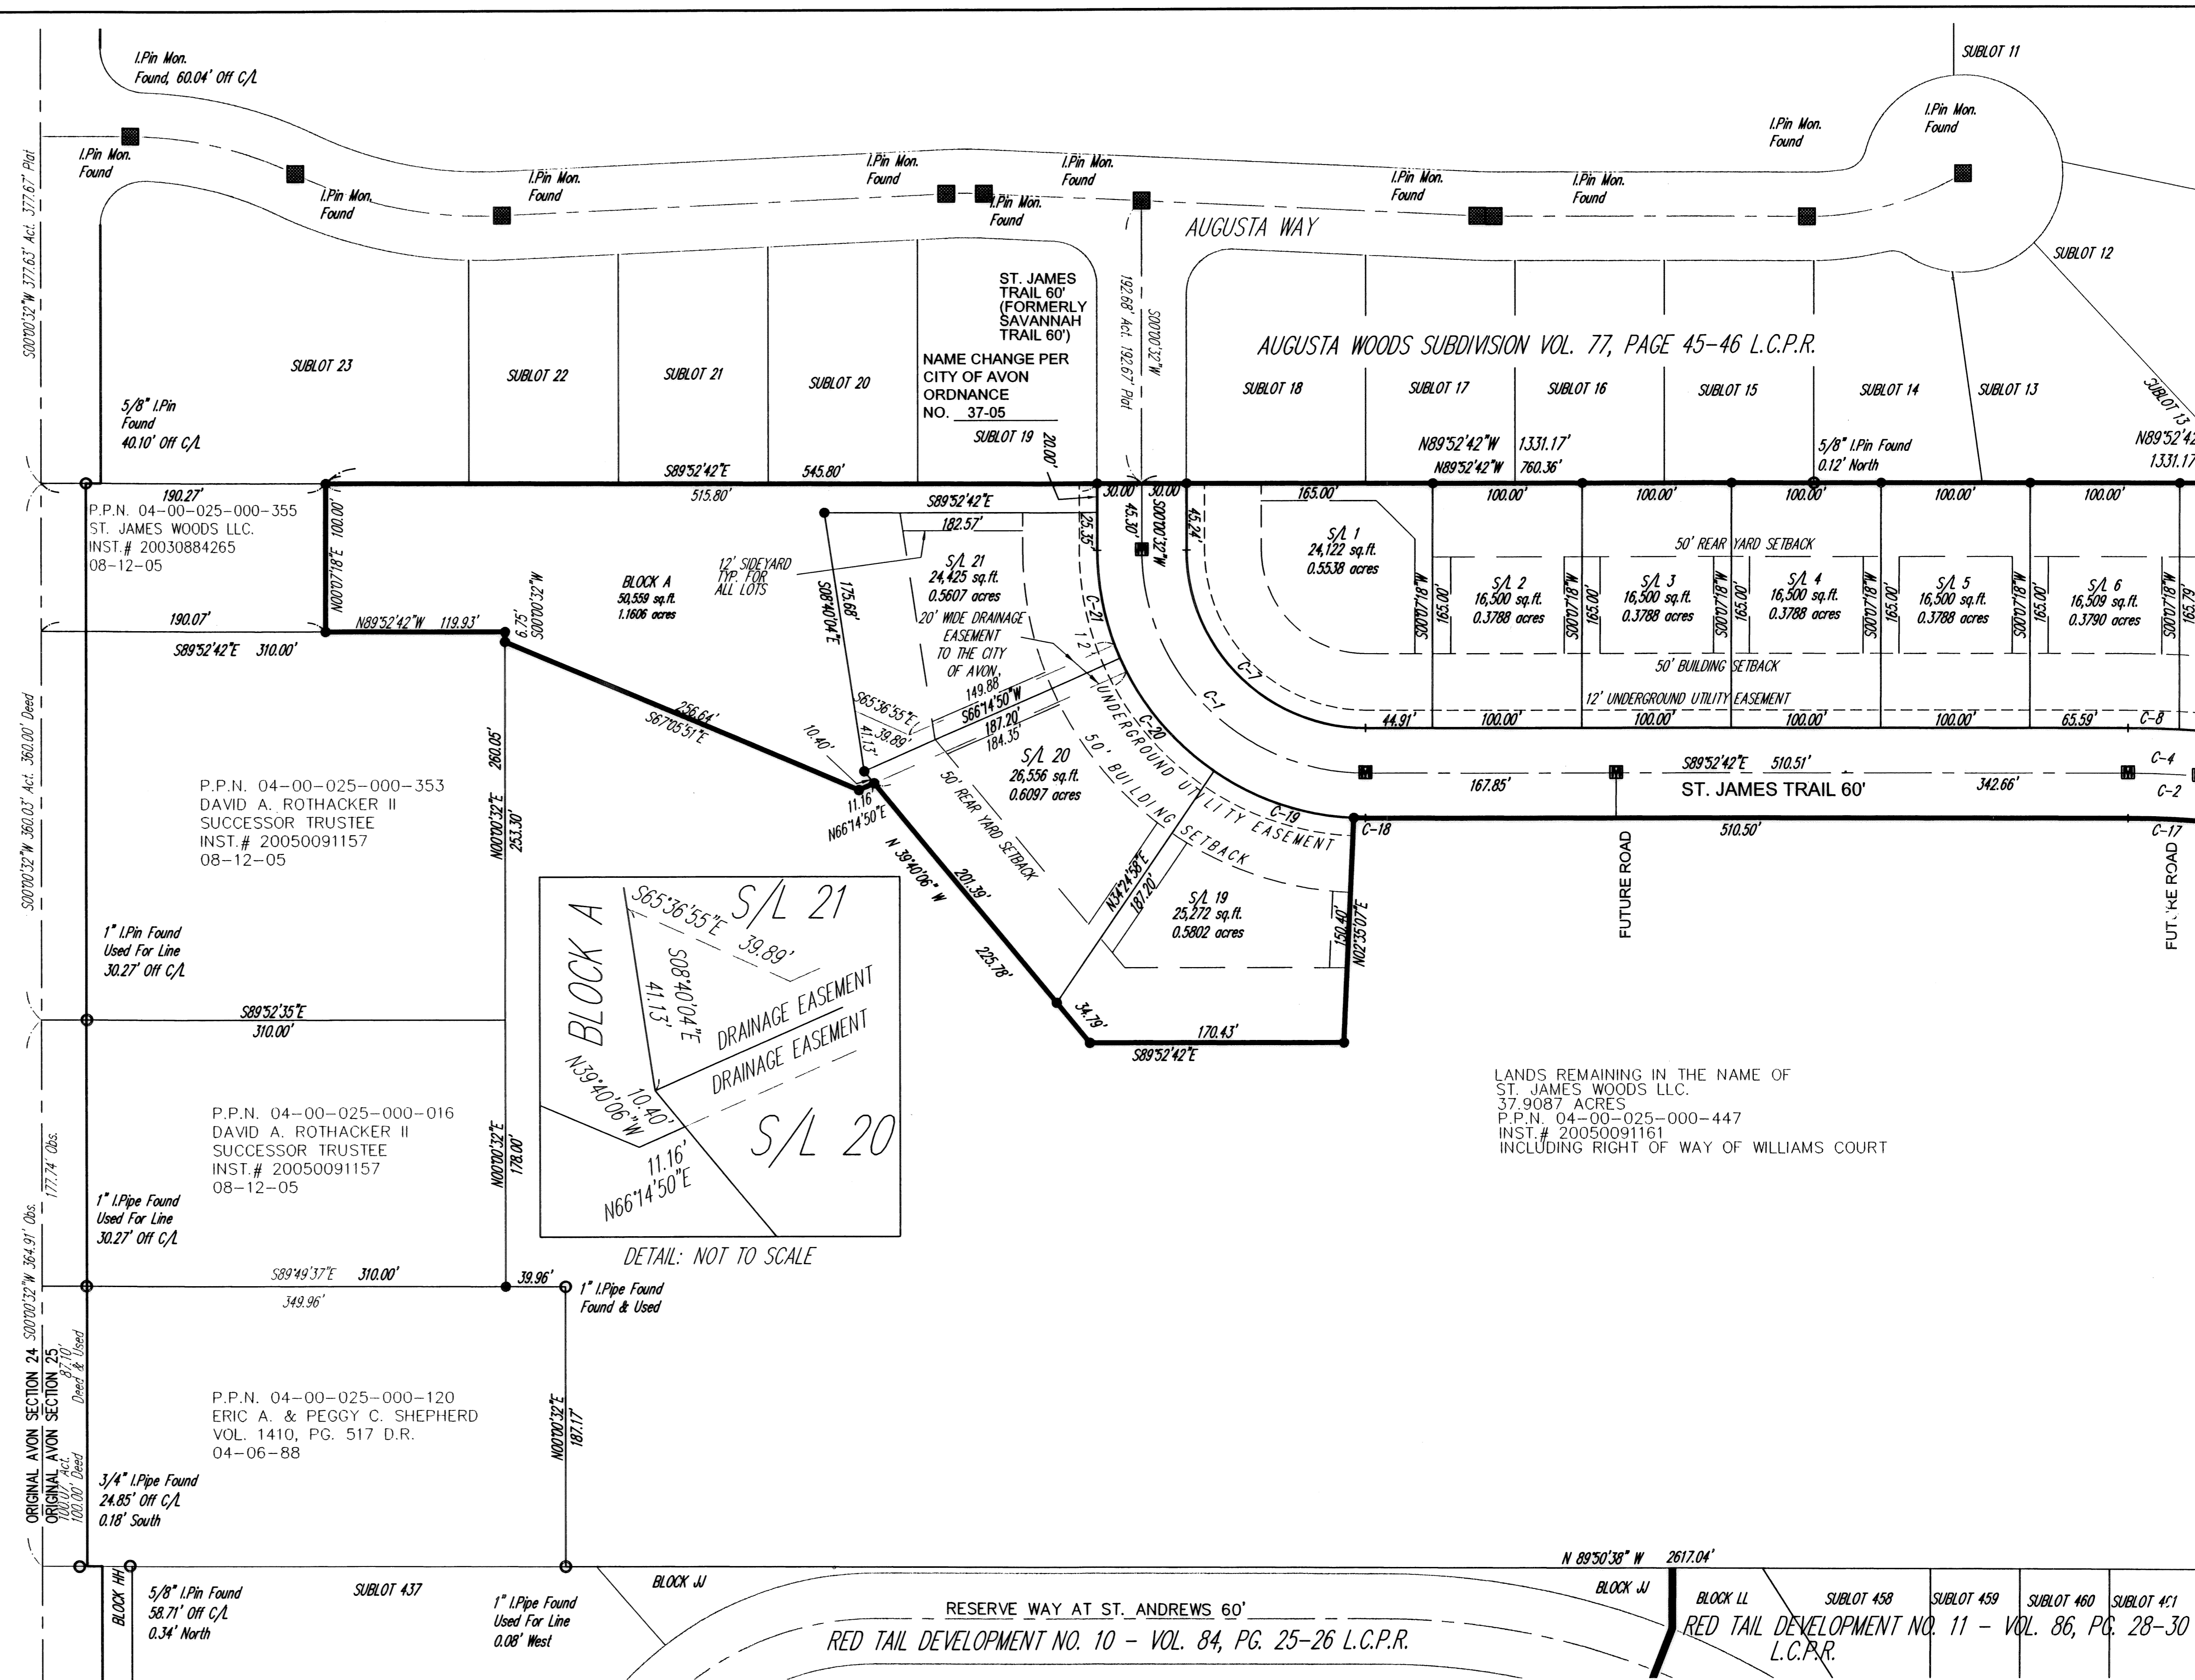 I.Pin Mon.
Found, 60.04' Off C/L
SUBLOT 11
I.Pin Mon.
Found
I.Pin Mon.
Found
I.Pin Mon.
Found
I.Pin Mon.
Found
I.Pin Mon.
Found
I.Pin Mon.
Found
I.Pin Mon.
Found
I.Pin Mon.
Found
I.Pin Mon.
Found
I.Pin Mon.
Found
AUGUSTA WAY
SUBLOT 12
S00°00'32"W 377.63' Act. 377.67' Plat
ST. JAMES
TRAIL 60'
(FORMERLY
SAVANNAH
TRAIL 60')
NAME CHANGE PER
CITY OF AVON
ORDNANCE
NO. 37-05
192.68' Act. 192.67' Plat
S00°00'32"W
AUGUSTA WOODS SUBDIVISION VOL. 77, PAGE 45-46 L.C.P.R.
SUBLOT 23
SUBLOT 22
SUBLOT 21
SUBLOT 20
SUBLOT 19
SUBLOT 18
SUBLOT 17
SUBLOT 16
SUBLOT 15
SUBLOT 14
SUBLOT 13
SUBLOT 13
5/8" I.Pin
Found
40.10' Off C/L
20.00'
N89°52'42"W 1331.17'
N89°52'42"W 760.36'
5/8" I.Pin Found
0.12' North
1331.17
S89°52'42"E 545.80'
515.80'
190.27'
30.00'
30.00'
165.00'
100.00'
100.00'
100.00'
100.00'
100.00'
P.P.N. 04-00-025-000-355
ST. JAMES WOODS LLC.
INST.# 20030884265
08-12-05
N00°07'18"E 100.00'
S89°52'42"E
182.57'
25.35'
45.30'
S00°00'32"W
45.24'
12' SIDEYARD
TYP. FOR
ALL LOTS
BLOCK A
50,559 sq.ft.
1.1606 acres
S08°40'04"E
175.68'
S/L 21
24,425 sq.ft.
0.5607 acres
20' WIDE DRAINAGE
EASEMENT
TO THE CITY
OF AVON,
S/L 1
24,122 sq.ft.
0.5538 acres
50' REAR YARD SETBACK
S00°07'18"W
165.00'
S/L 2
16,500 sq.ft.
0.3788 acres
S00°07'18"W
165.00'
S/L 3
16,500 sq.ft.
0.3788 acres
S00°07'18"W
165.00'
S/L 4
16,500 sq.ft.
0.3788 acres
S00°07'18"W
165.00'
S/L 5
16,500 sq.ft.
0.3788 acres
S00°07'18"W
165.00'
S/L 6
16,509 sq.ft.
0.3790 acres
S00°07'18"W
165.79'
190.07'
N89°52'42"W 119.93'
6.75'
S00°00'32"W
S89°52'42"E 310.00'
C-21
12'
C-7
C-1
C-20
50' BUILDING SETBACK
12' UNDERGROUND UTILITY EASEMENT
44.91'
100.00'
100.00'
100.00'
100.00'
65.59'
C-8
149.88
S66°14'50"W
187.20'
184.35
S65°36'55"E
39.89'
41.13'
10.40'
256.64'
S67°05'51"E
S/L 20
26,556 sq.ft.
0.6097 acres
UNDERGROUND UTILITY EASEMENT
50' BUILDING SETBACK
50' REAR YARD SETBACK
S89°52'42"E 510.51'
C-4
167.85'
ST. JAMES TRAIL 60'
342.66'
C-2
C-19
C-18
510.50'
C-17
11.16'
N66°14'50"E
260.05'
N00°00'32"E
253.30'
P.P.N. 04-00-025-000-353
DAVID A. ROTHACKER II
SUCCESSOR TRUSTEE
INST.# 20050091157
08-12-05
S00°00'32"W 360.03' Act. 360.00' Deed
N 39°40'06" W
201.39'
225.78'
N34°24'58"E
187.20'
S/L 19
25,272 sq.ft.
0.5802 acres
150.40'
N02°35'07"E
FUTURE ROAD
FUTURE ROAD
1" I.Pin Found
Used For Line
30.27' Off C/L
S89°52'35"E
310.00'
34.79'
170.43'
S89°52'42"E
BLOCK A
S/L 21
S65°36'55"E
39.89'
S08°40'04"E
41.13'
DRAINAGE EASEMENT
DRAINAGE EASEMENT
N39°40'06"W
10.40'
11.16'
N66°14'50"E
S/L 20
DETAIL: NOT TO SCALE
LANDS REMAINING IN THE NAME OF
ST. JAMES WOODS LLC.
37.9087 ACRES
P.P.N. 04-00-025-000-447
INST.# 20050091161
INCLUDING RIGHT OF WAY OF WILLIAMS COURT
P.P.N. 04-00-025-000-016
DAVID A. ROTHACKER II
SUCCESSOR TRUSTEE
INST.# 20050091157
08-12-05
N00°00'32"E
178.00'
177.74' Obs.
S00°00'32"W 364.91' Obs.
1" I.Pipe Found
Used For Line
30.27' Off C/L
S89°49'37"E 310.00'
39.96'
349.96'
1" I.Pipe Found
Found & Used
ORIGINAL AVON SECTION 24
ORIGINAL AVON SECTION 25
87.10'
Deed & Used
100.07' Act.
100.00' Deed
P.P.N. 04-00-025-000-120
ERIC A. & PEGGY C. SHEPHERD
VOL. 1410, PG. 517 D.R.
04-06-88
N00°00'32"E
187.17'
3/4" I.Pipe Found
24.85' Off C/L
0.18' South
N 89°50'38" W 2617.04'
BLOCK HH
5/8" I.Pin Found
58.71' Off C/L
0.34' North
SUBLOT 437
1" I.Pipe Found
Used For Line
0.08' West
BLOCK JJ
RESERVE WAY AT ST. ANDREWS 60'
RED TAIL DEVELOPMENT NO. 10 - VOL. 84, PG. 25-26 L.C.P.R.
BLOCK JJ
BLOCK LL
SUBLOT 458
SUBLOT 459
SUBLOT 460
SUBLOT 461
RED TAIL DEVELOPMENT NO. 11 - VOL. 86, PG. 28-30
L.C.P.R.